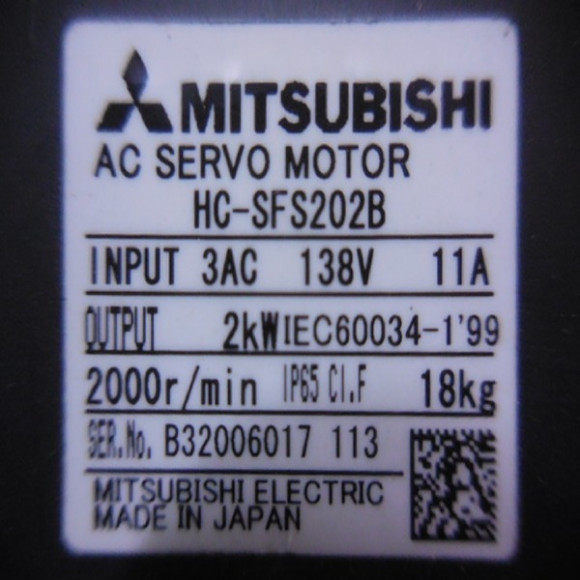 MITSUBISHI
AC SERVO MOTOR
HC-SFS202B
INPUT 3AC 138V 11A
OUTPUT 2kW IEC60034-1'99
2000r/min IP65 CI.F 18kg
SER.No. B32006017 113
MITSUBISHI ELECTRIC
MADE IN JAPAN